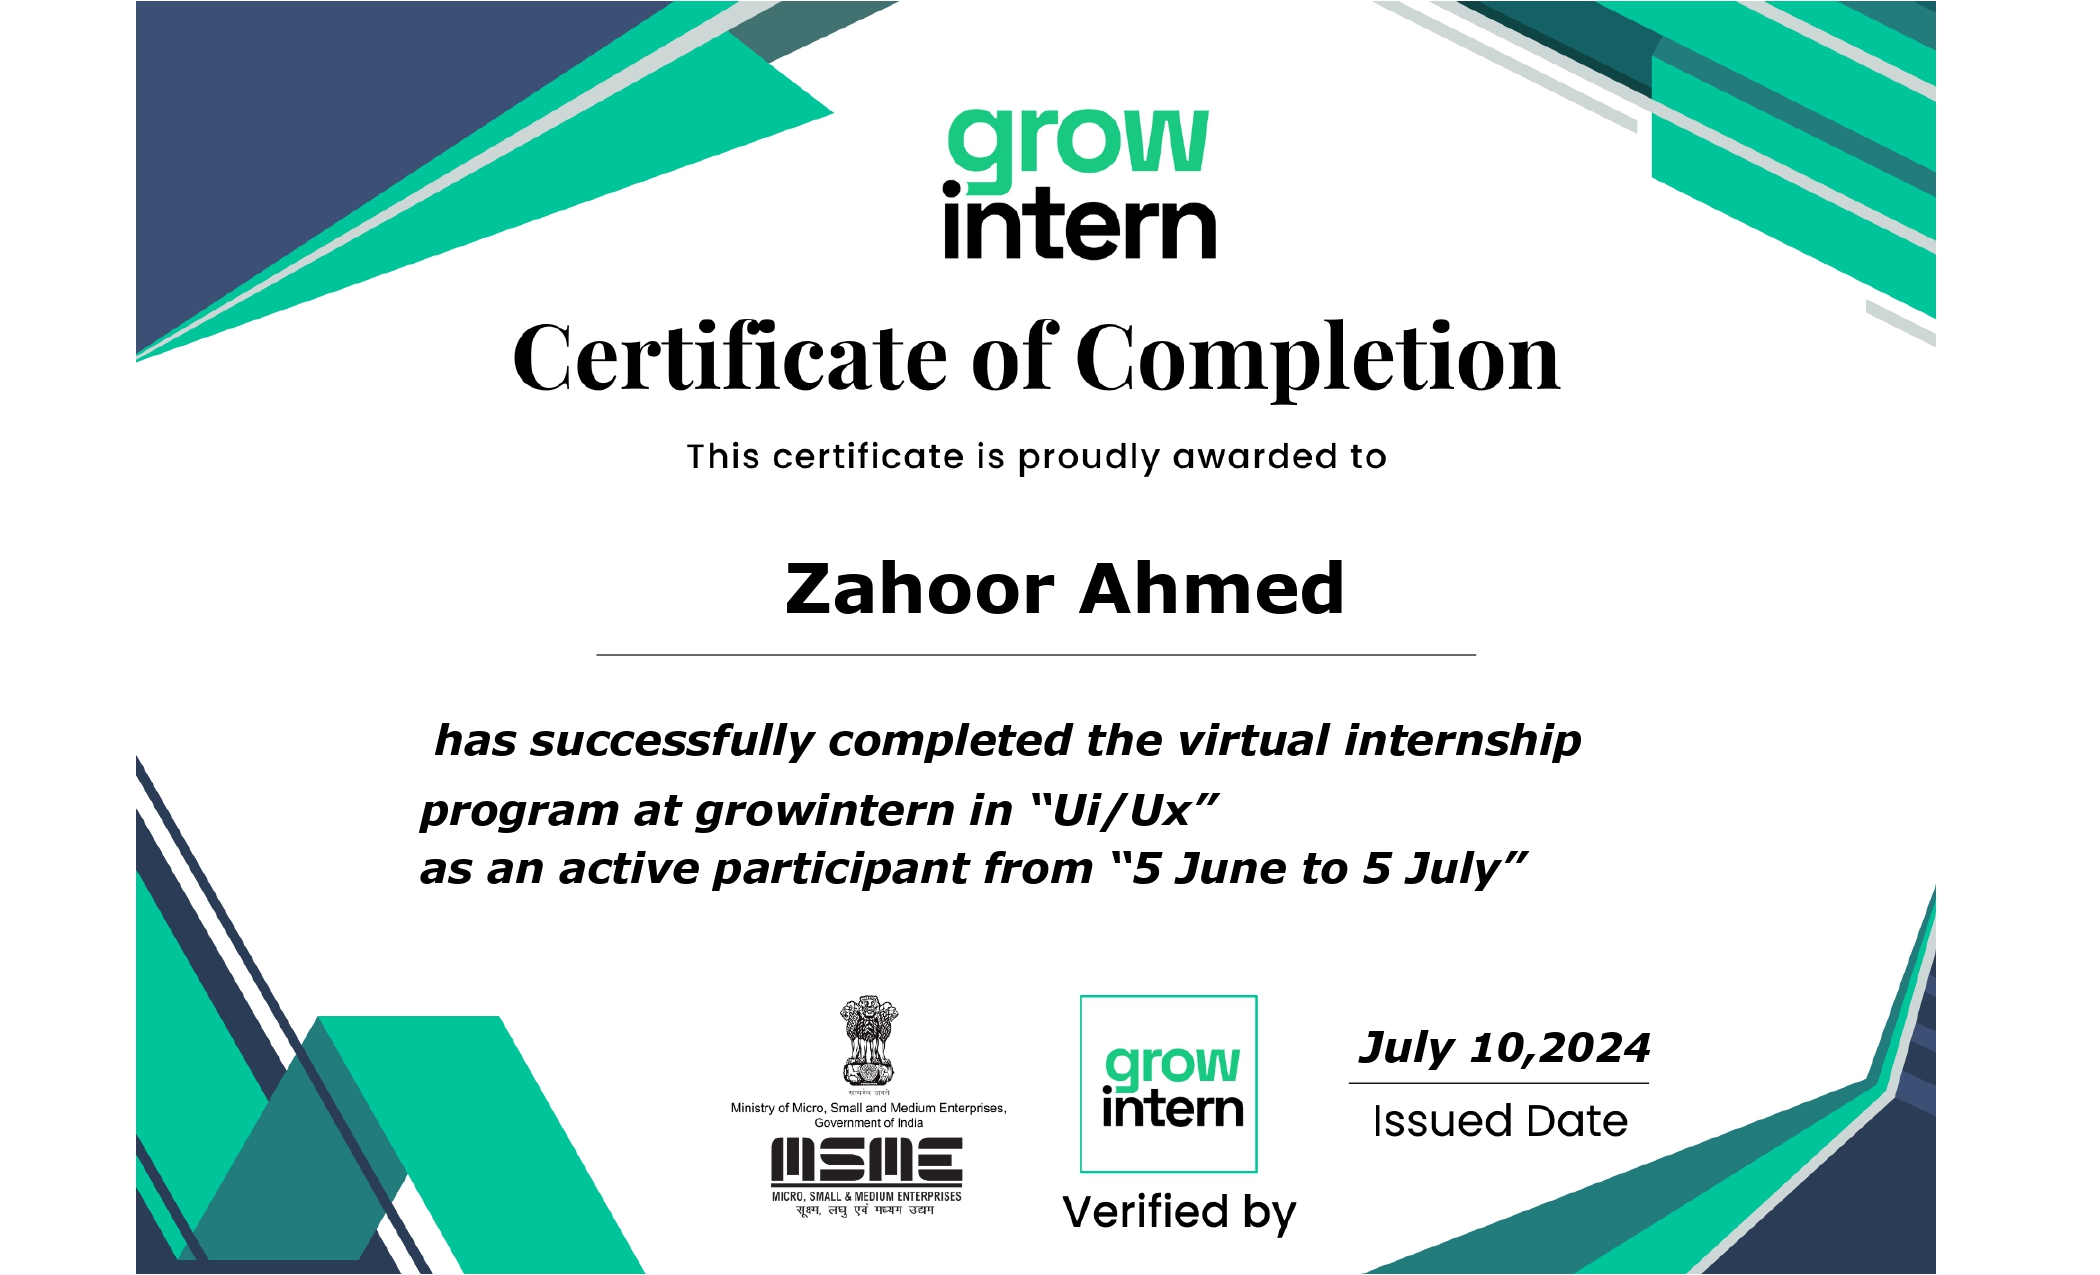 grow
intern
Certificate of Completion
This certificate is proudly awarded to
Zahoor Ahmed
has successfully completed the virtual internship
program at growintern in “Ui/Ux”
as an active participant from “5 June to 5 July”
सत्यमेव जयते
Ministry of Micro, Small and Medium Enterprises,
Government of India
MSME
MICRO, SMALL & MEDIUM ENTERPRISES
सूक्ष्म, लघु एवं मध्यम उद्यम
grow
intern
Verified by
July 10,2024
Issued Date